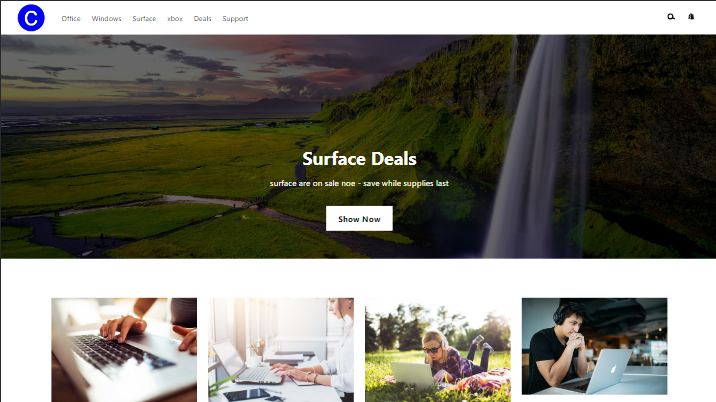 C
Office Windows Surface xbox Deals Support
Surface Deals
surface are on sale noe - save while supplies last
Show Now